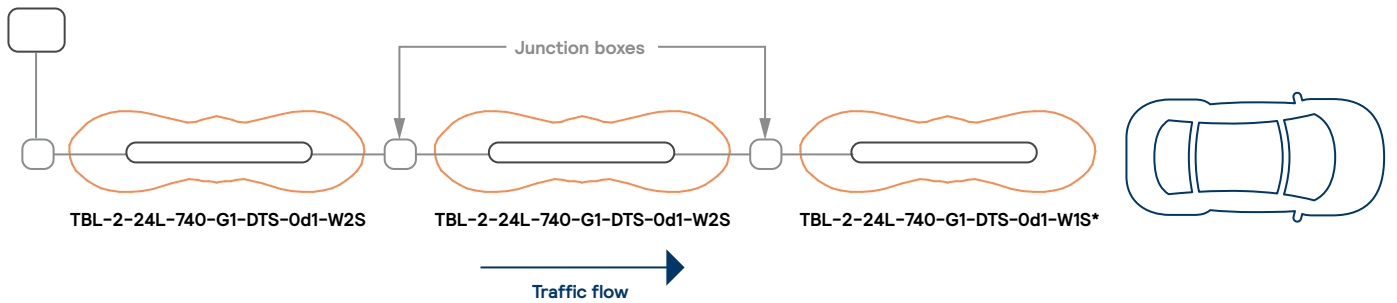 Junction boxes
TBL-2-24L-740-G1-DTS-0d1-W2S
TBL-2-24L-740-G1-DTS-0d1-W2S
TBL-2-24L-740-G1-DTS-0d1-W1S*
Traffic flow